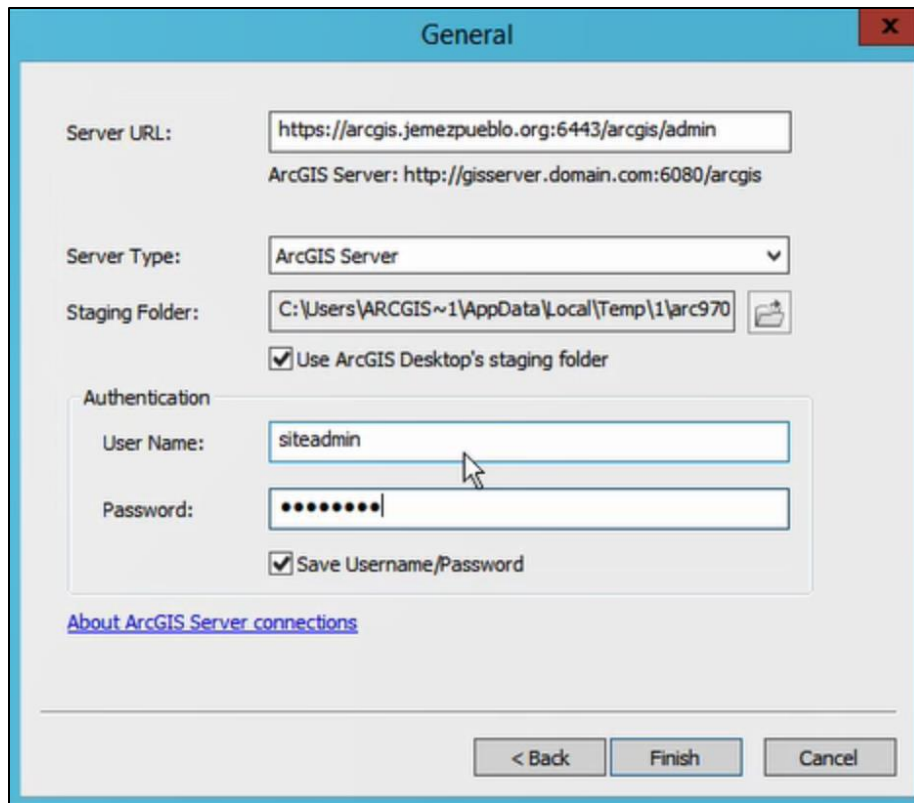 General
x
Server URL: https://arcgis.jemezpueblo.org:6443/arcgis/admin
ArcGIS Server: http://gisserver.domain.com:6080/arcgis
Server Type: ArcGIS Server
Staging Folder: C:\Users\ARCGIS~1\AppData\Local\Temp\1\arc970
Use ArcGIS Desktop's staging folder
Authentication
User Name: siteadmin
Password: ●●●●●●●●
Save Username/Password
About ArcGIS Server connections
< Back Finish Cancel